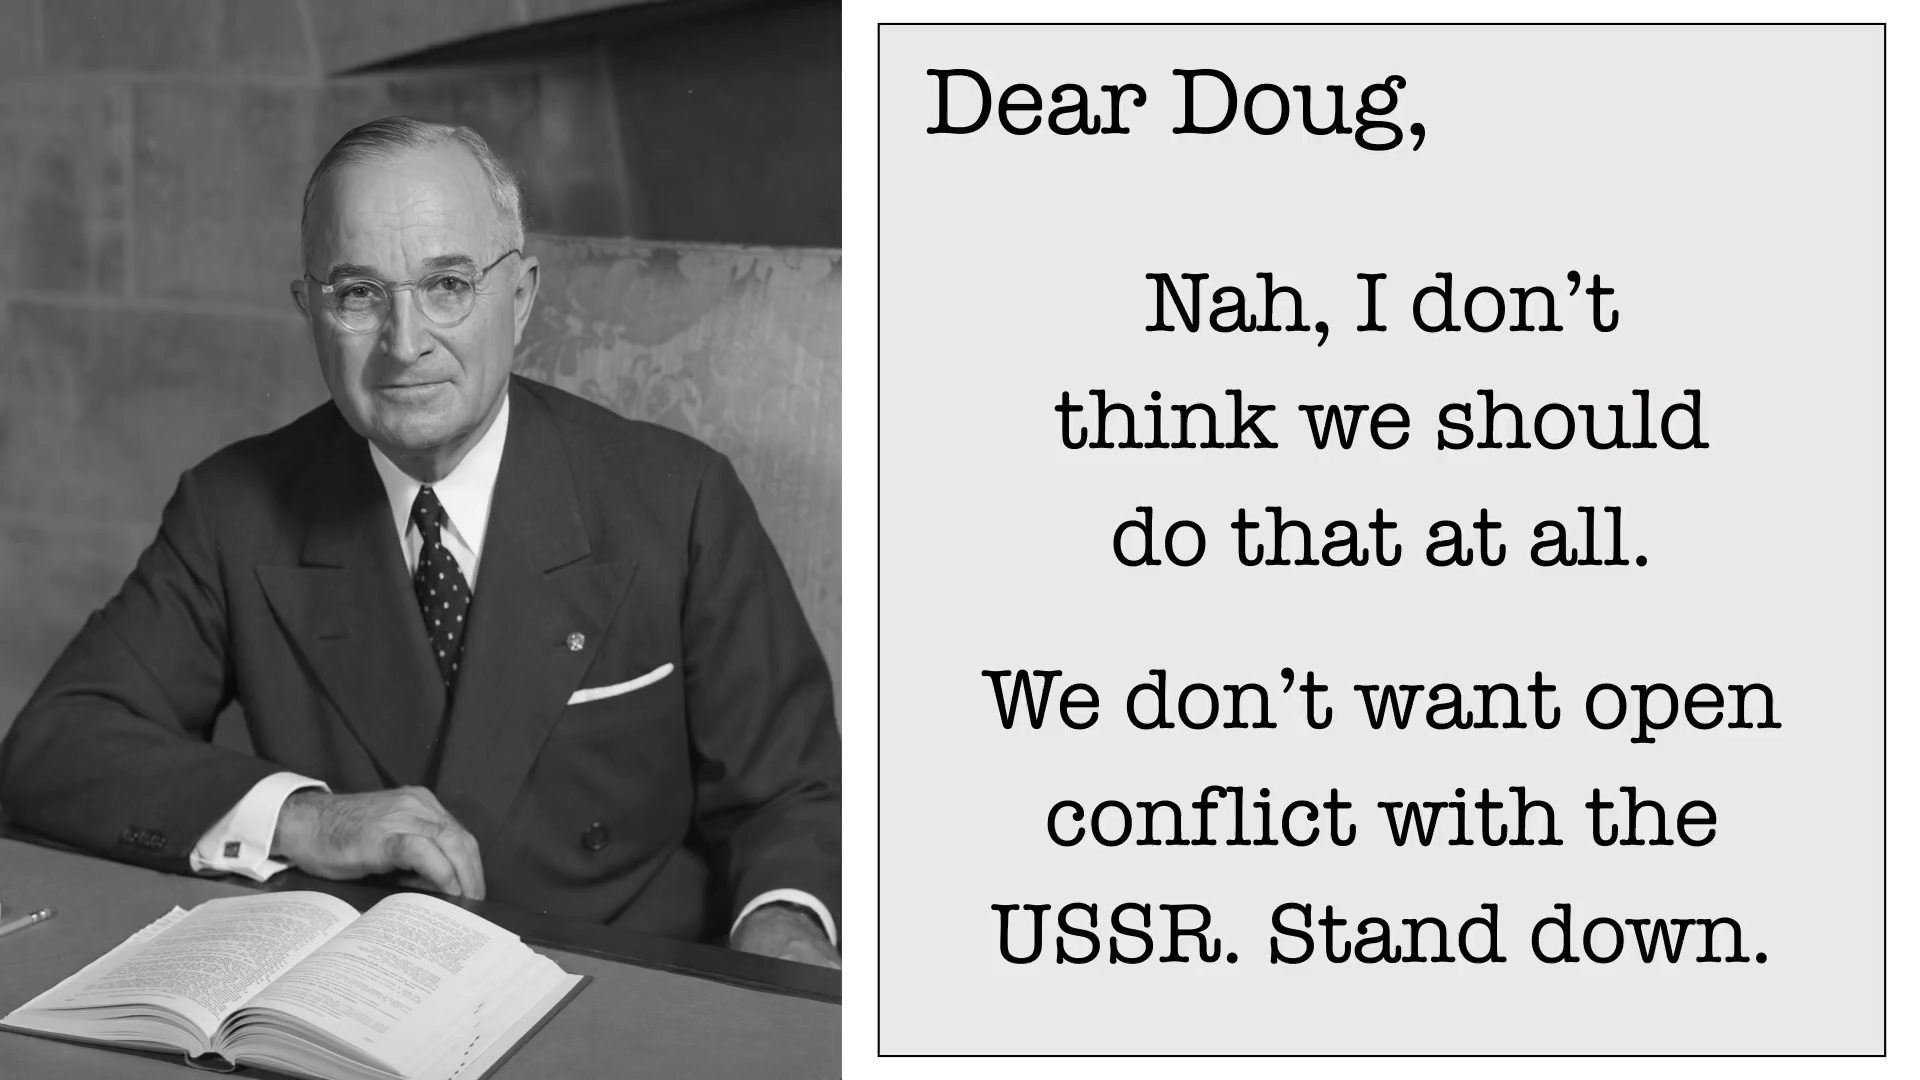 Dear Doug,
Nah, I don’t
think we should
do that at all.
We don’t want open
conflict with the
USSR. Stand down.